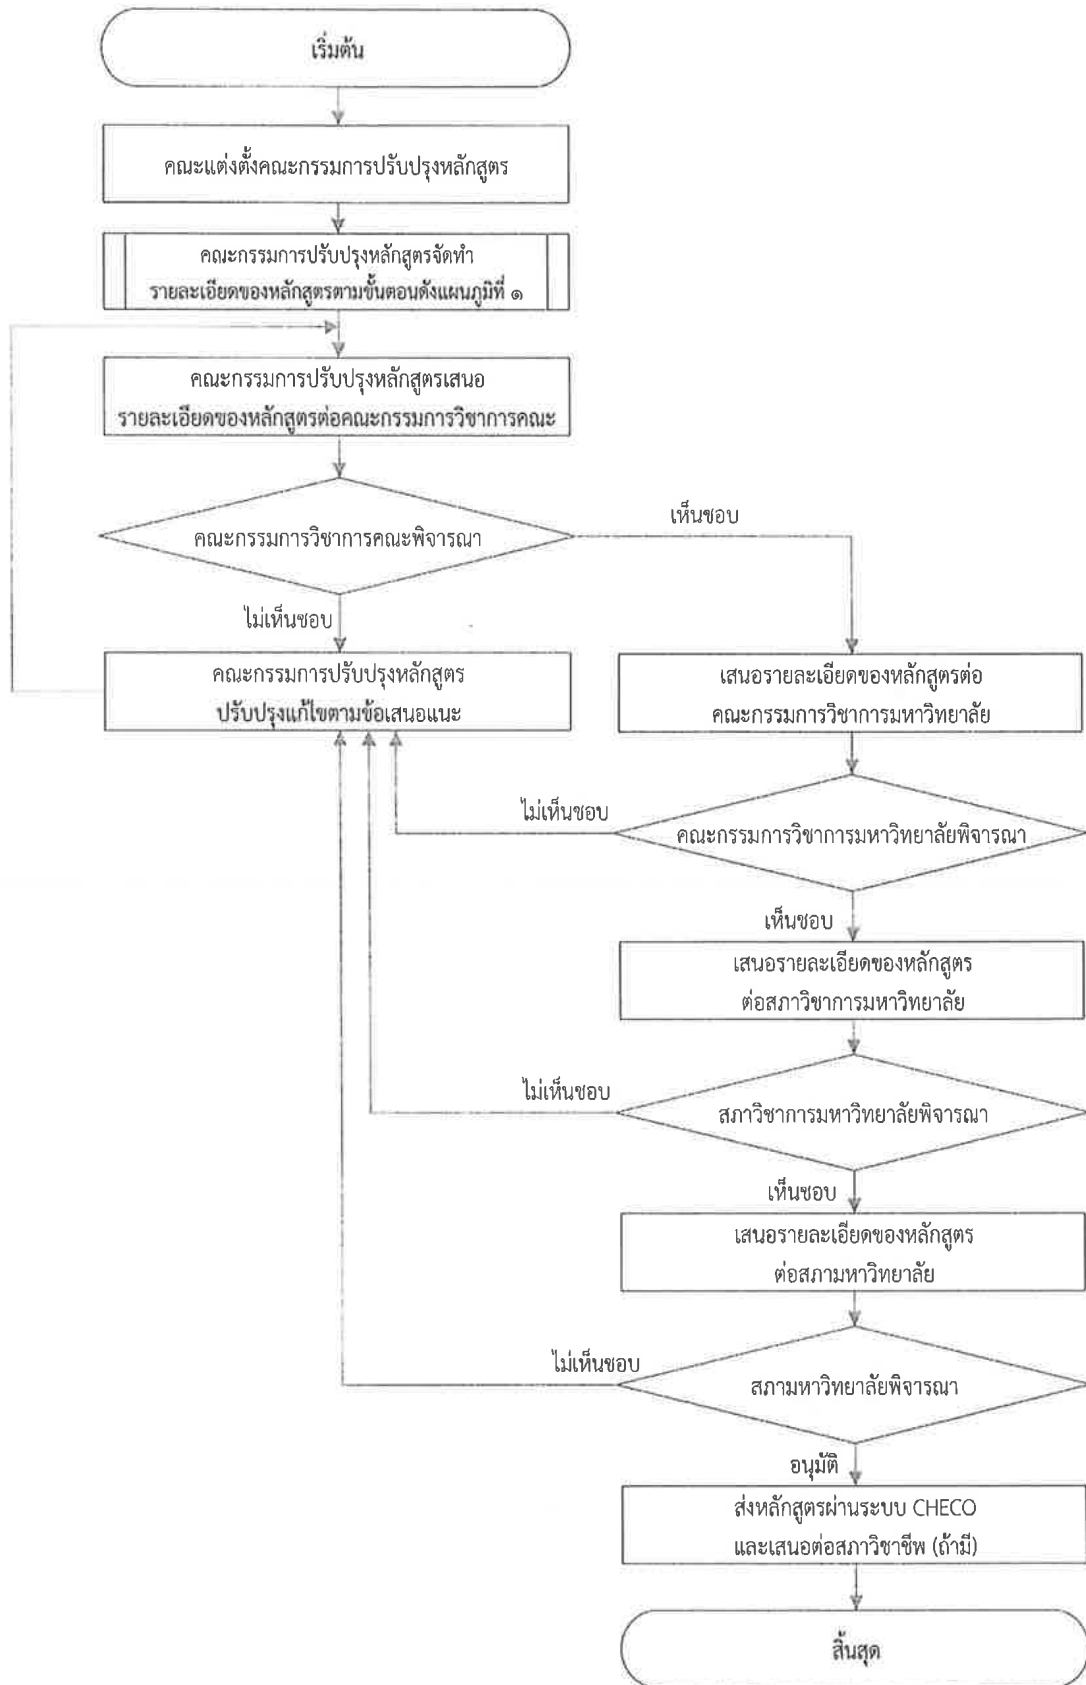 เริ่มต้น
คณะแต่งตั้งคณะกรรมการปรับปรุงหลักสูตร
คณะกรรมการปรับปรุงหลักสูตรจัดทำ
รายละเอียดของหลักสูตรตามขั้นตอนดังแผนภูมิที่ ๑
คณะกรรมการปรับปรุงหลักสูตรเสนอ
รายละเอียดของหลักสูตรต่อคณะกรรมการวิชาการคณะ
คณะกรรมการวิชาการคณะพิจารณา
เห็นชอบ
ไม่เห็นชอบ
คณะกรรมการปรับปรุงหลักสูตร
ปรับปรุงแก้ไขตามข้อเสนอแนะ
เสนอรายละเอียดของหลักสูตรต่อ
คณะกรรมการวิชาการมหาวิทยาลัย
ไม่เห็นชอบ
คณะกรรมการวิชาการมหาวิทยาลัยพิจารณา
เห็นชอบ
เสนอรายละเอียดของหลักสูตร
ต่อสภาวิชาการมหาวิทยาลัย
ไม่เห็นชอบ
สภาวิชาการมหาวิทยาลัยพิจารณา
เห็นชอบ
เสนอรายละเอียดของหลักสูตร
ต่อสภามหาวิทยาลัย
ไม่เห็นชอบ
สภามหาวิทยาลัยพิจารณา
อนุมัติ
ส่งหลักสูตรผ่านระบบ CHECO
และเสนอต่อสภาวิชาชีพ (ถ้ามี)
สิ้นสุด